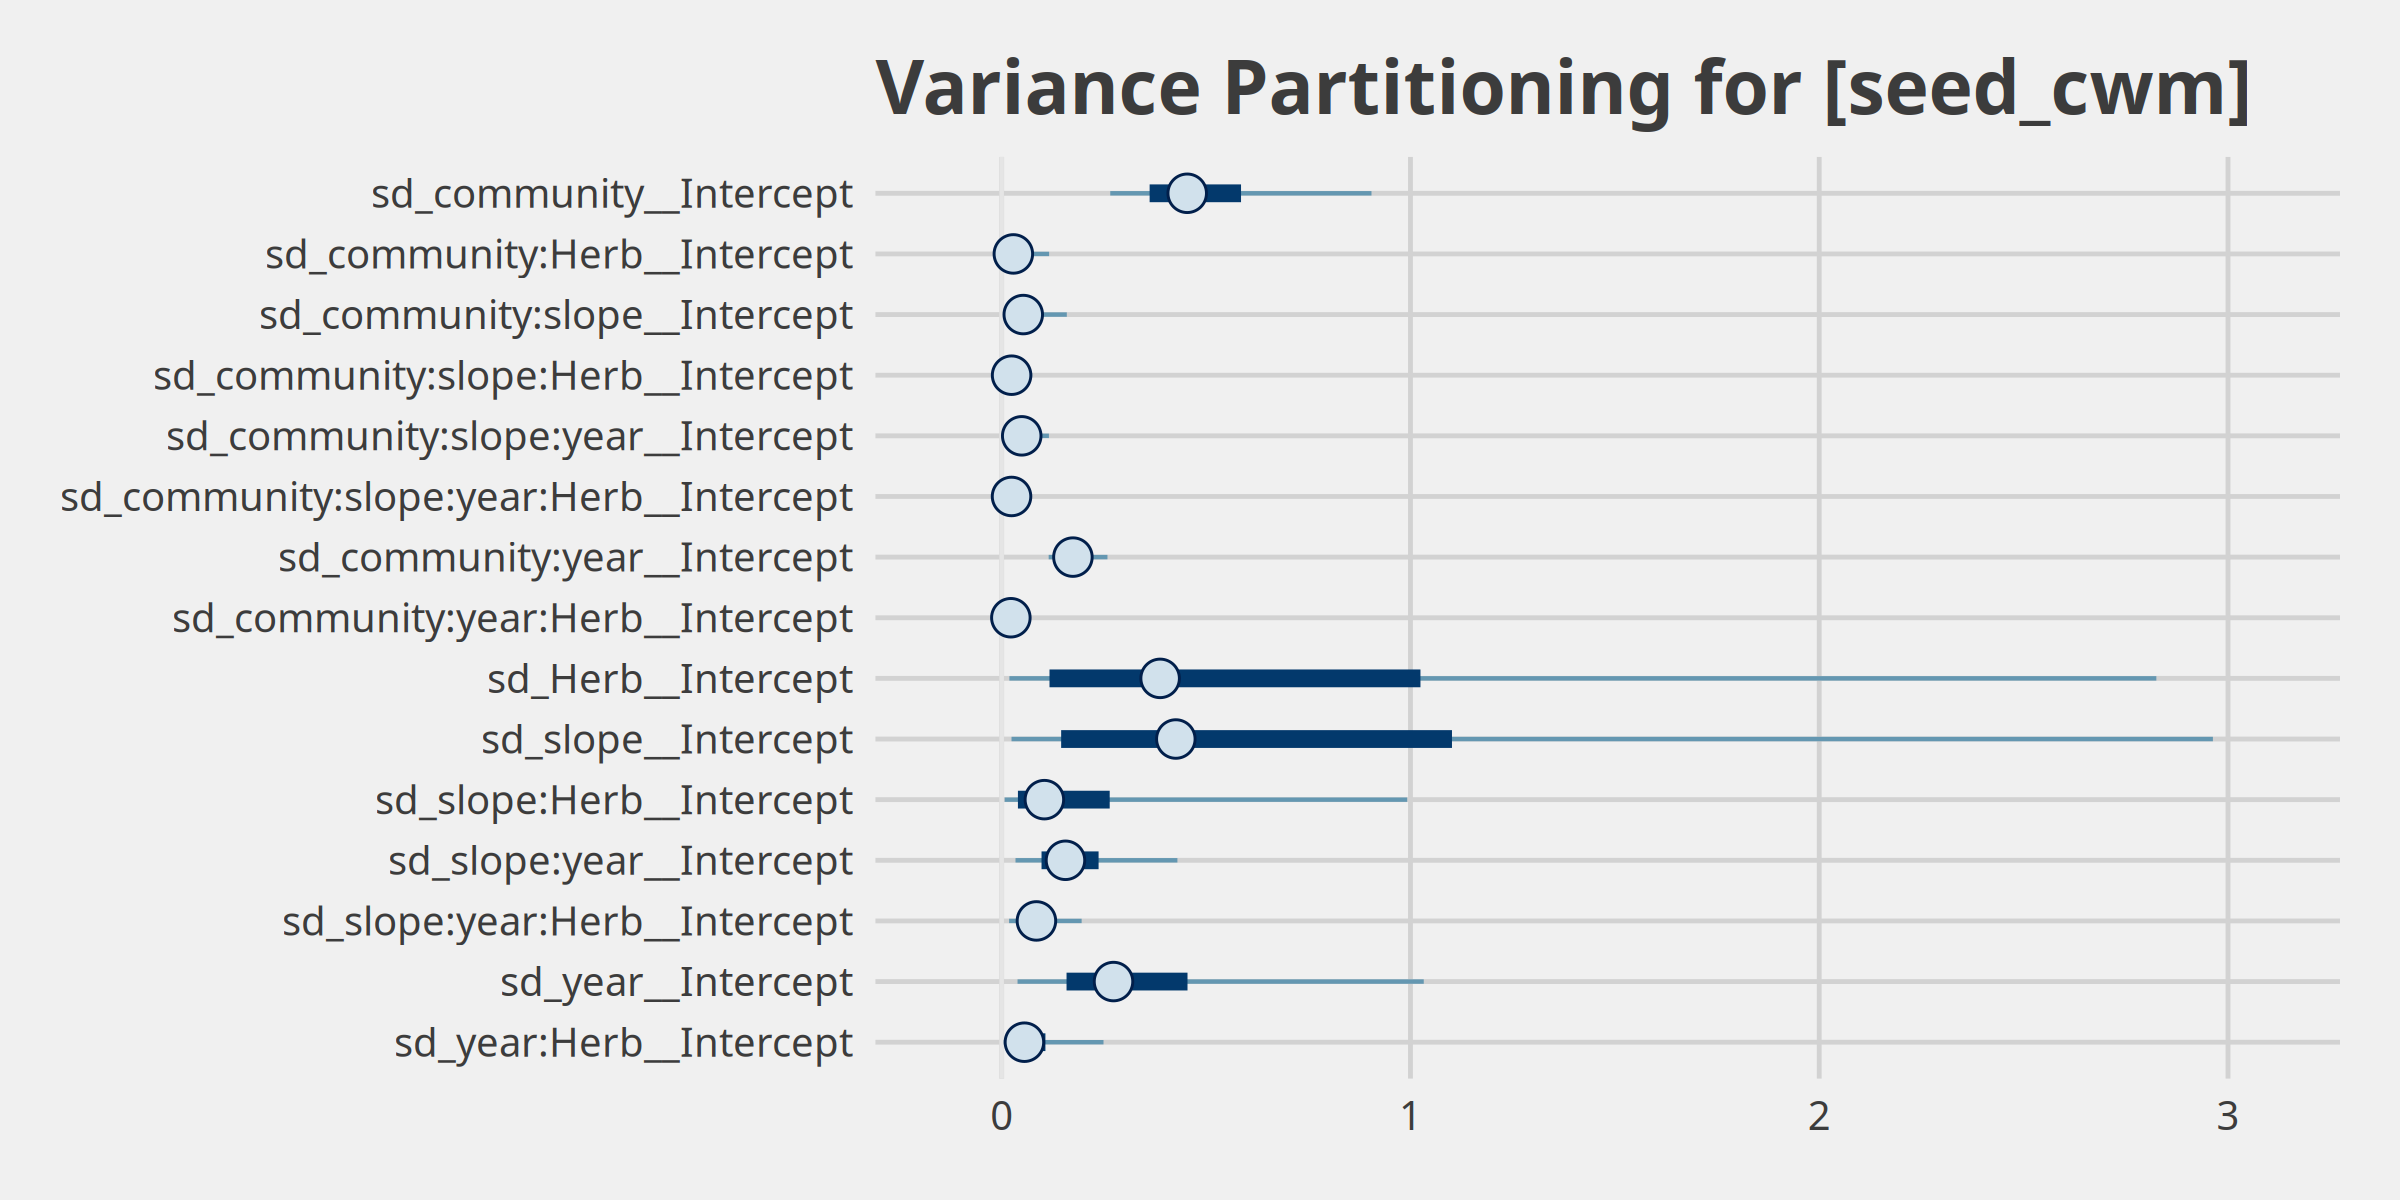 Variance Partitioning for [seed_cwm]
sd_community__Intercept
sd_community:Herb__Intercept
sd_community:slope__Intercept
sd_community:slope:Herb__Intercept
sd_community:slope:year__Intercept
sd_community:slope:year:Herb__Intercept
sd_community:year__Intercept
sd_community:year:Herb__Intercept
sd_Herb__Intercept
sd_slope__Intercept
sd_slope:Herb__Intercept
sd_slope:year__Intercept
sd_slope:year:Herb__Intercept
sd_year__Intercept
sd_year:Herb__Intercept
0 1 2 3